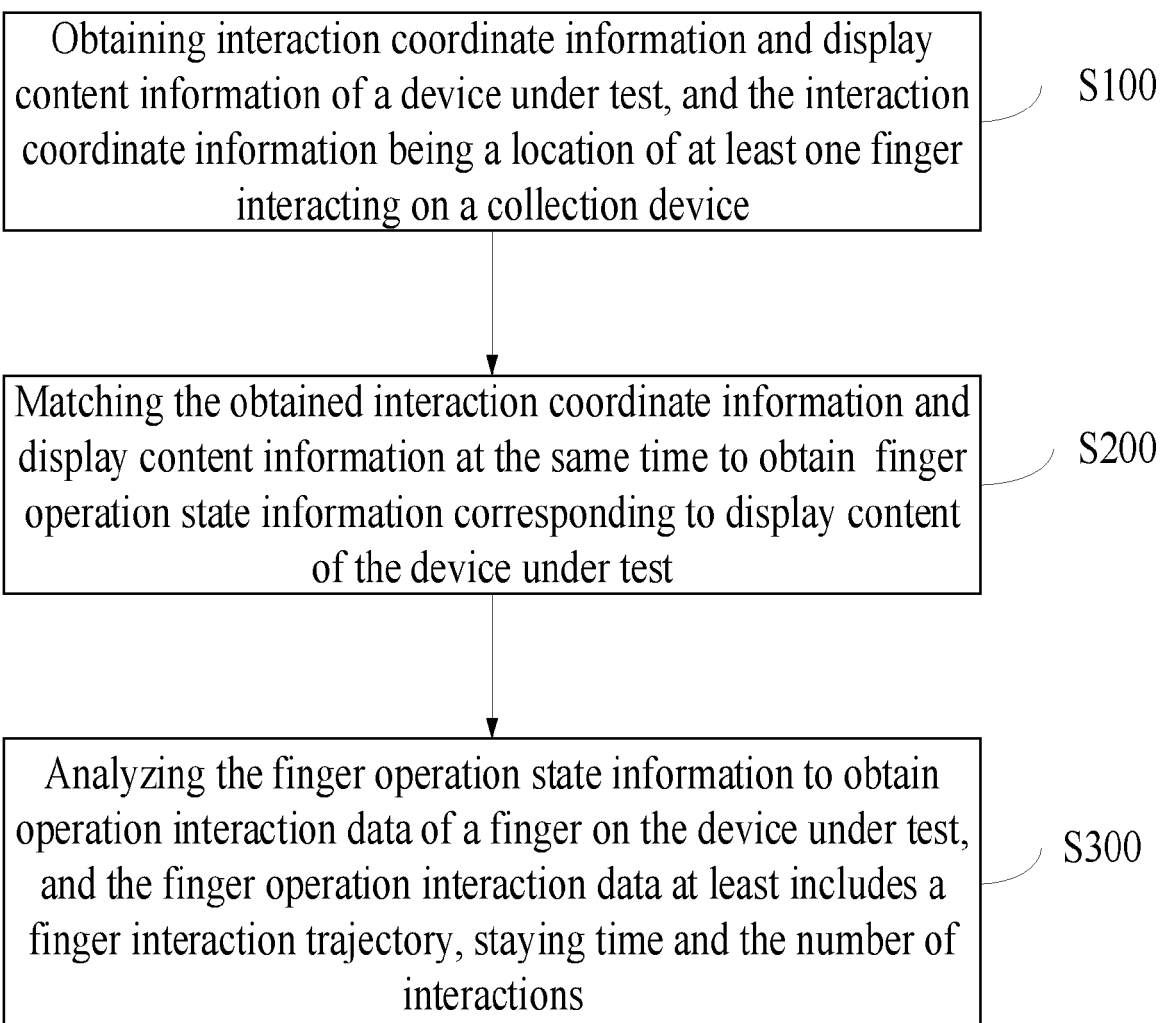 Obtaining interaction coordinate information and display
content information of a device under test, and the interaction
coordinate information being a location of at least one finger
interacting on a collection device
S100
Matching the obtained interaction coordinate information and
display content information at the same time to obtain finger
operation state information corresponding to display content
of the device under test
S200
Analyzing the finger operation state information to obtain
operation interaction data of a finger on the device under test,
and the finger operation interaction data at least includes a
finger interaction trajectory, staying time and the number of
interactions
S300